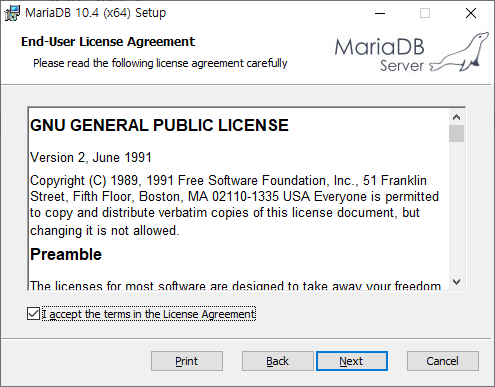 MariaDB 10.4 (x64) Setup
End-User License Agreement
Please read the following license agreement carefully
MariaDB
Server
GNU GENERAL PUBLIC LICENSE
Version 2, June 1991
Copyright (C) 1989, 1991 Free Software Foundation, Inc., 51 Franklin
Street, Fifth Floor, Boston, MA 02110-1335 USA Everyone is permitted
to copy and distribute verbatim copies of this license document, but
changing it is not allowed.
Preamble
The licenses for most software are designed to take away your freedom
I accept the terms in the License Agreement
Print
Back
Next
Cancel